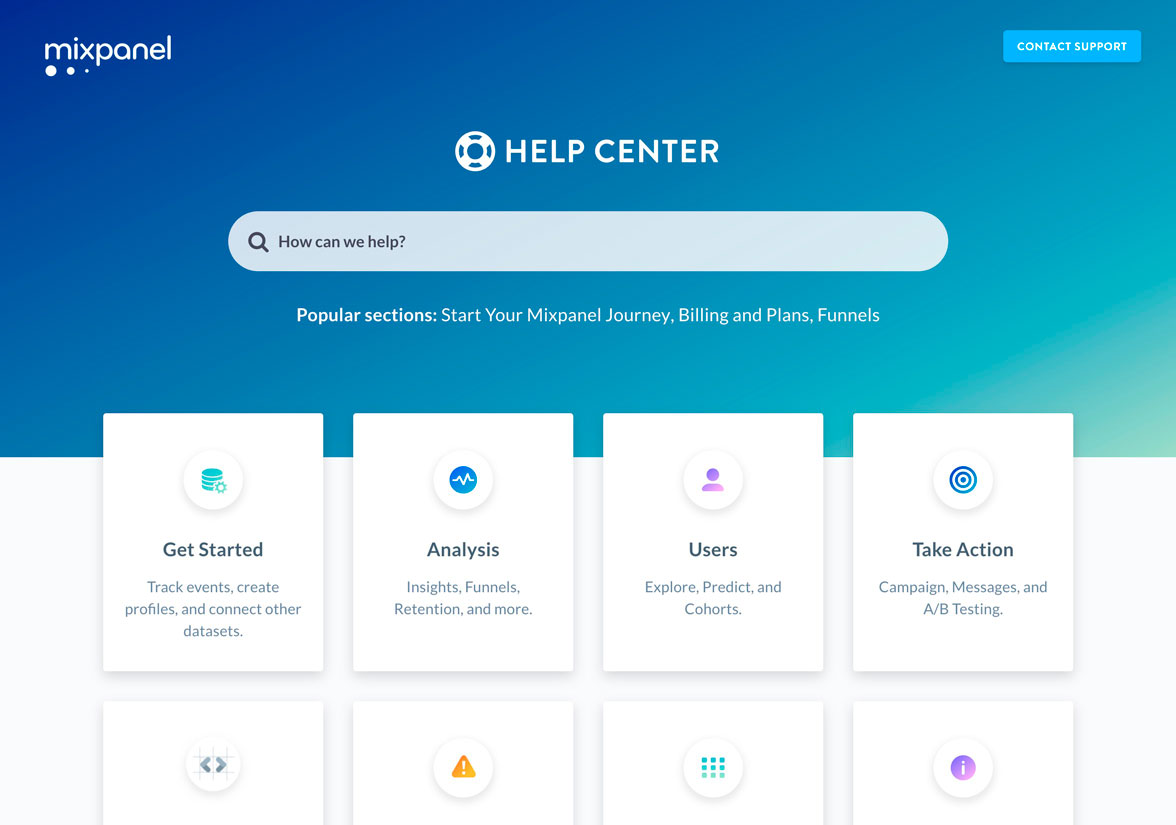 mixpanel
CONTACT SUPPORT
HELP CENTER
How can we help?
Popular sections: Start Your Mixpanel Journey, Billing and Plans, Funnels
Get Started
Track events, create
profiles, and connect other
datasets.
Analysis
Insights, Funnels,
Retention, and more.
Users
Explore, Predict, and
Cohorts.
Take Action
Campaign, Messages, and
A/B Testing.